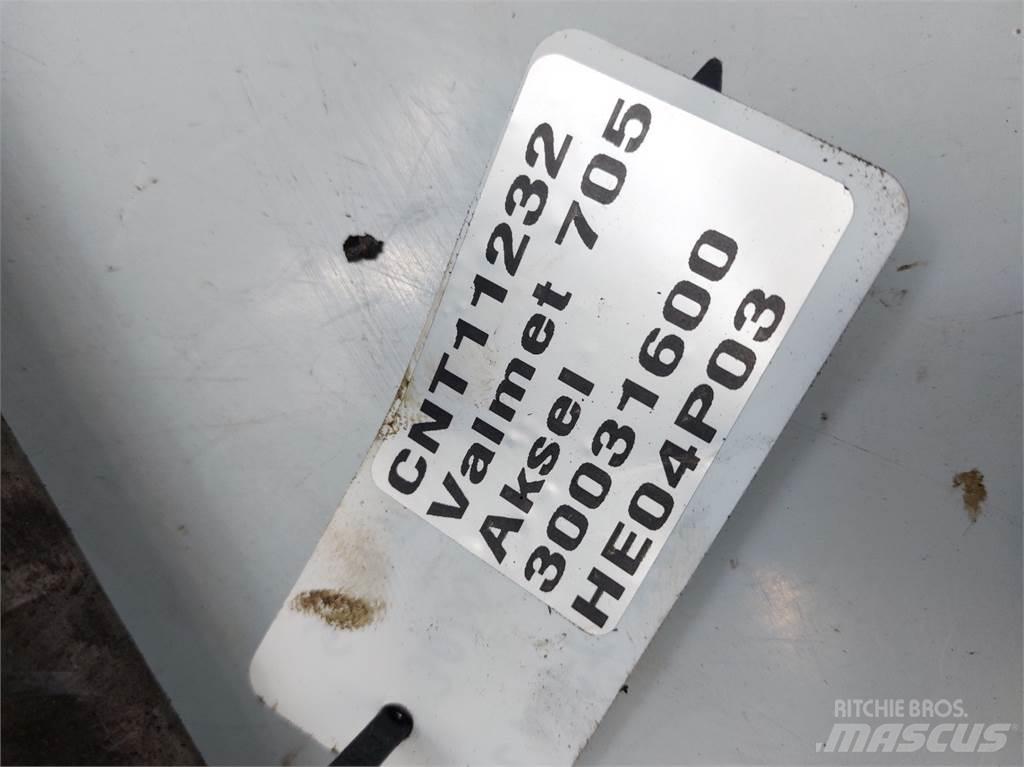 CNT11232
Valmet 705
Aksel
30031600
HE04P03
RITCHIE BROS.
MASCUS